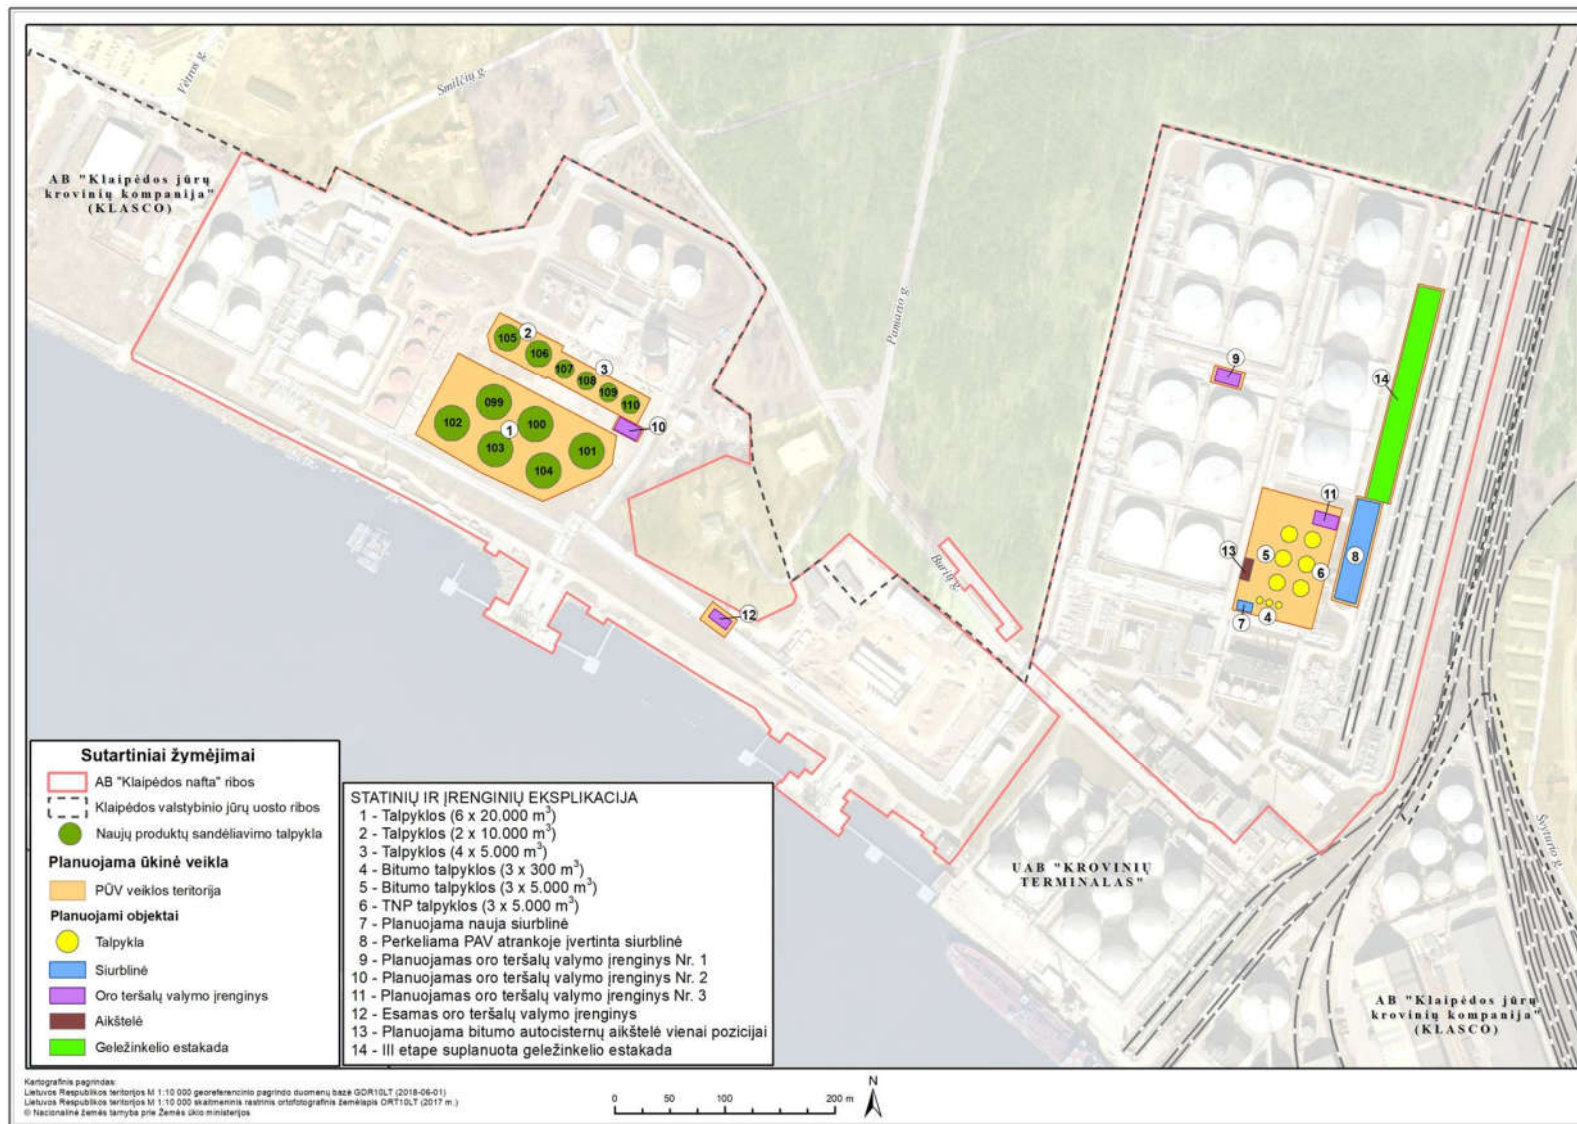 Vėtros g.
Smilčių g.
AB "Klaipėdos jūrų
krovinių kompanija"
(KLASCO)
Pamario g.
Burių g.
105
2
106
107
3
108
109
110
10
099
102
1
100
103
101
104
12
9
14
11
13
5
6
8
7
4
UAB "KROVINIŲ
TERMINALAS"
Švyturio g.
AB "Klaipėdos jūrų
krovinių kompanija"
(KLASCO)
Sutartiniai žymėjimai
AB "Klaipėdos nafta" ribos
Klaipėdos valstybinio jūrų uosto ribos
Naujų produktų sandėliavimo talpykla
Planuojama ūkinė veikla
PŪV veiklos teritorija
Planuojami objektai
Talpykla
Siurblinė
Oro teršalų valymo įrenginys
Aikštelė
Geležinkelio estakada
STATINIŲ IR ĮRENGINIŲ EKSPLIKACIJA
1 - Talpyklos (6 x 20.000 m³)
2 - Talpyklos (2 x 10.000 m³)
3 - Talpyklos (4 x 5.000 m³)
4 - Bitumo talpyklos (3 x 300 m³)
5 - Bitumo talpyklos (3 x 5.000 m³)
6 - TNP talpyklos (3 x 5.000 m³)
7 - Planuojama nauja siurblinė
8 - Perkeliama PAV atrankoje įvertinta siurblinė
9 - Planuojamas oro teršalų valymo įrenginys Nr. 1
10 - Planuojamas oro teršalų valymo įrenginys Nr. 2
11 - Planuojamas oro teršalų valymo įrenginys Nr. 3
12 - Esamas oro teršalų valymo įrenginys
13 - Planuojama bitumo autocisternų aikštelė vienai pozicijai
14 - III etape suplanuota geležinkelio estakada
Kartografinis pagrindas:
Lietuvos Respublikos teritorijos M 1:10 000 georeferencinio pagrindo duomenų bazė GDR10LT (2018-06-01)
Lietuvos Respublikos teritorijos M 1:10 000 skaitmeninis rastrinis ortofotografinis žemėlapis ORT10LT (2017 m.)
© Nacionalinė žemės tarnyba prie Žemės ūkio ministerijos
0 50 100 200 m
N